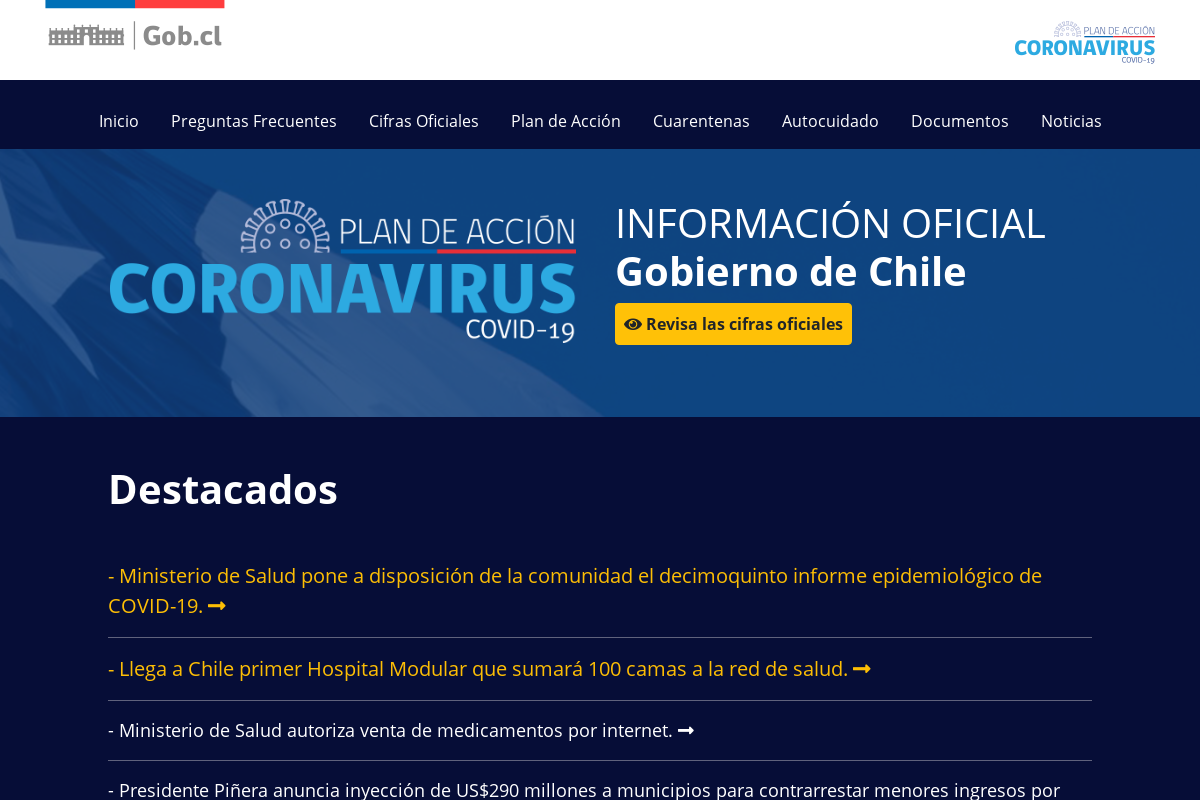 Gob.cl
PLAN DE ACCIÓN
CORONAVIRUS
COVID-19
Inicio Preguntas Frecuentes Cifras Oficiales Plan de Acción Cuarentenas Autocuidado Documentos Noticias
PLAN DE ACCIÓN
CORONAVIRUS
COVID-19
INFORMACIÓN OFICIAL
Gobierno de Chile
Revisa las cifras oficiales
Destacados
- Ministerio de Salud pone a disposición de la comunidad el decimoquinto informe epidemiológico de
COVID-19.
- Llega a Chile primer Hospital Modular que sumará 100 camas a la red de salud.
- Ministerio de Salud autoriza venta de medicamentos por internet.
- Presidente Piñera anuncia inyección de US$290 millones a municipios para contrarrestar menores ingresos por